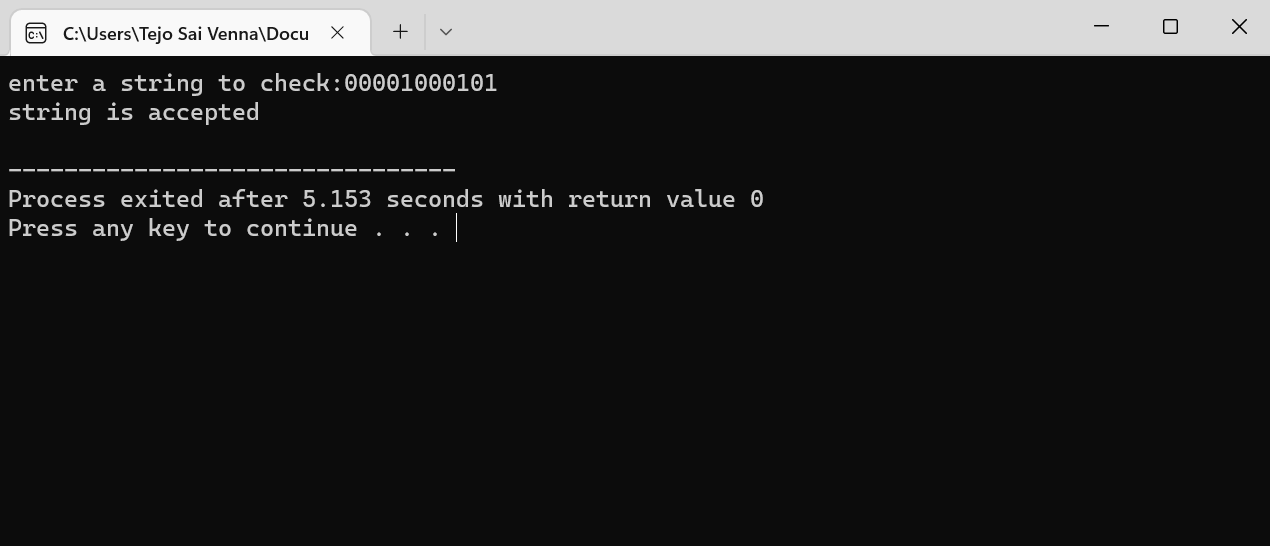 C:\Users\Tejo Sai Venna\Docu
enter a string to check:00001000101
string is accepted
--------------------------------
Process exited after 5.153 seconds with return value 0
Press any key to continue . . .